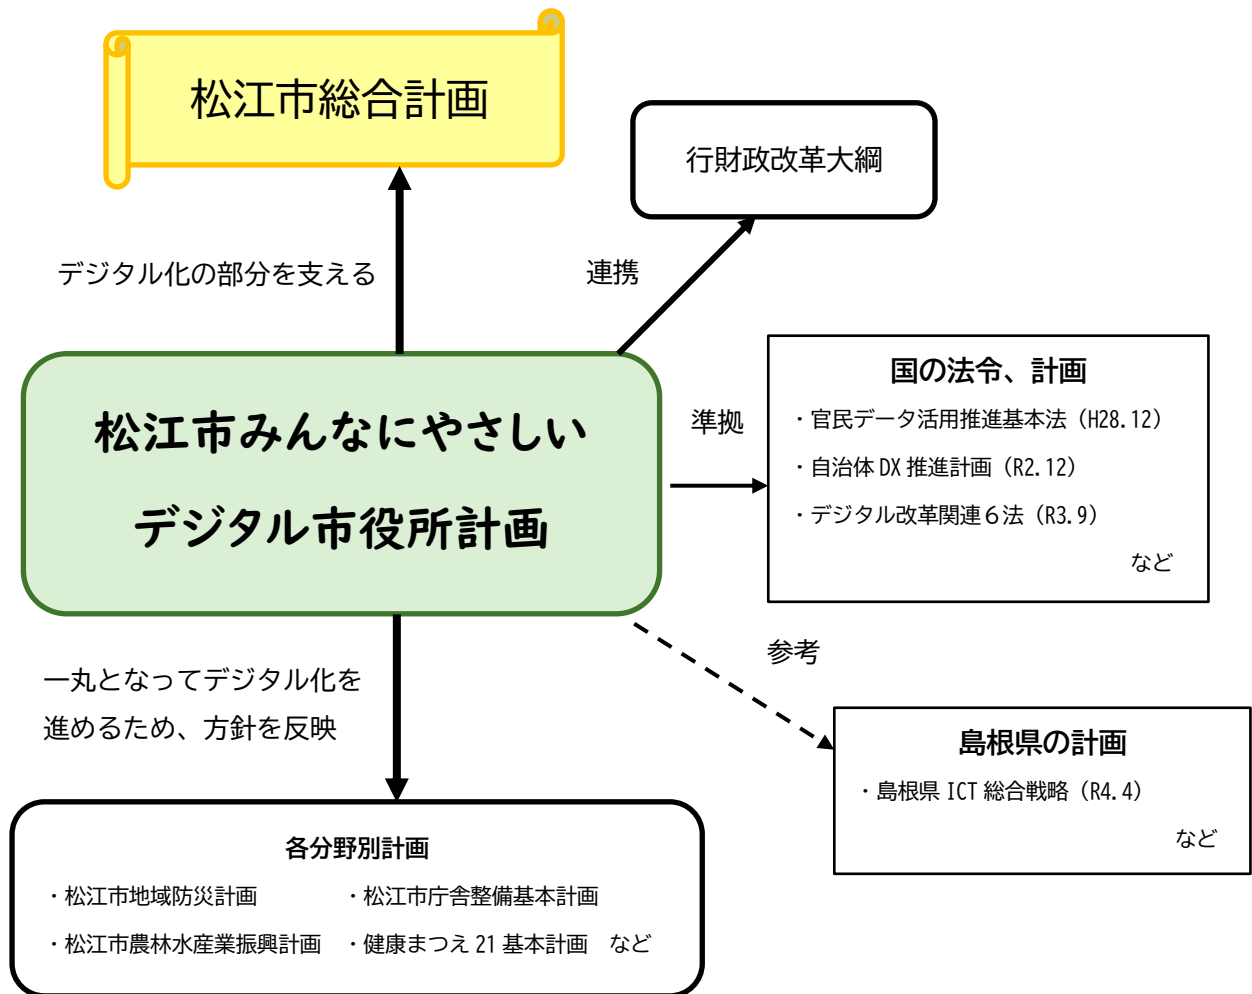 松江市総合計画
行財政改革大綱
デジタル化の部分を支える
連携
松江市みんなにやさしい
デジタル市役所計画
準拠
国の法令、計画
・官民データ活用推進基本法（H28.12）
・自治体 DX 推進計画（R2.12）
・デジタル改革関連６法（R3.9）
など
参考
一丸となってデジタル化を
進めるため、方針を反映
島根県の計画
・島根県 ICT 総合戦略（R4.4）
など
各分野別計画
・松江市地域防災計画　・松江市庁舎整備基本計画
・松江市農林水産業振興計画　・健康まつえ 21 基本計画　など